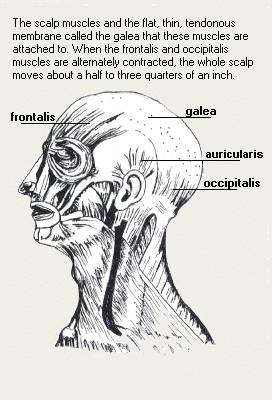 The scalp muscles and the flat, thin, tendonous
membrane called the galea that these muscles are
attached to. When the frontalis and occipitalis
muscles are alternately contracted, the whole scalp
moves about a half to three quarters of an inch.
galea
frontalis
auricularis
occipitalis